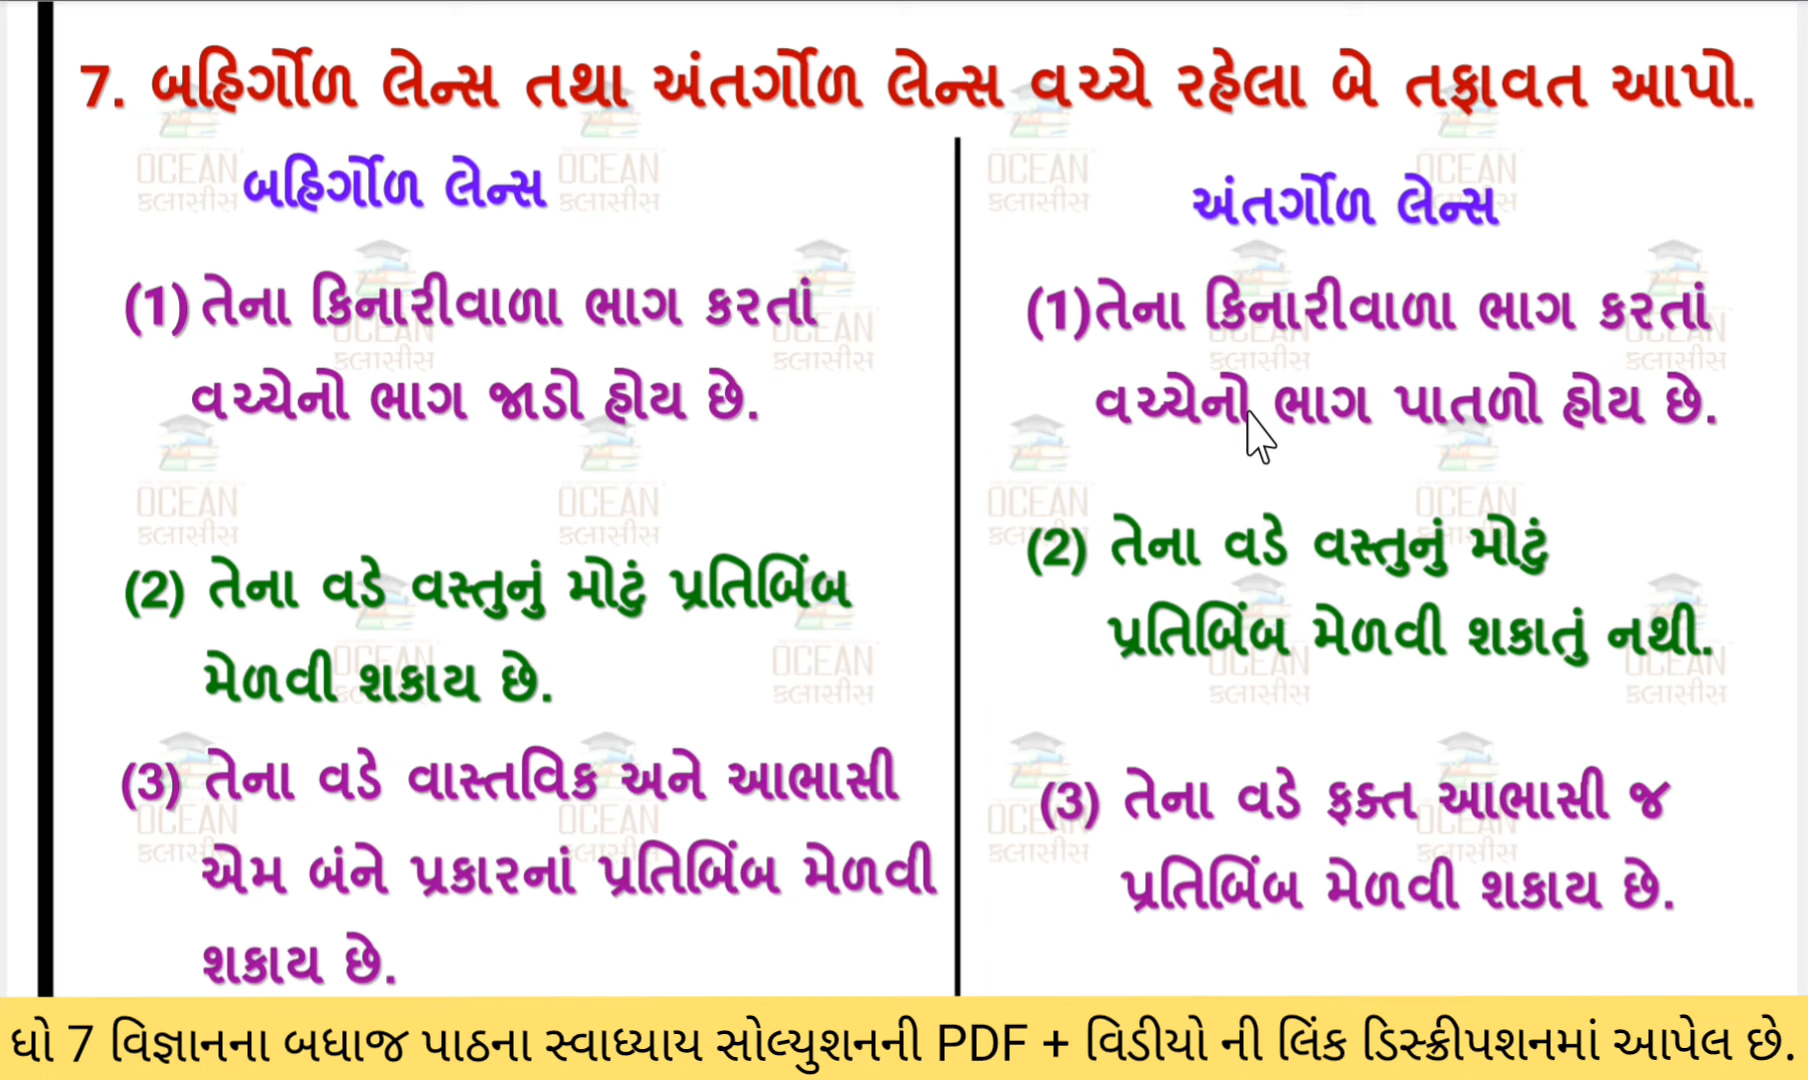 7. બહિર્ગોળ લેન્સ તથા અંતર્ગોળ લેન્સ વચ્ચે રહેલા બે તફાવત આપો.
બહિર્ગોળ લેન્સ
(1) તેના કિનારીવાળા ભાગ કરતાં
વચ્ચેનો ભાગ જાડો હોય છે.
(2) તેના વડે વસ્તુનું મોટું પ્રતિબિંબ
મેળવી શકાય છે.
(3) તેના વડે વાસ્તવિક અને આભાસી
એમ બંને પ્રકારનાં પ્રતિબિંબ મેળવી
શકાય છે.
અંતર્ગોળ લેન્સ
(1)તેના કિનારીવાળા ભાગ કરતાં
વચ્ચેનો ભાગ પાતળો હોય છે.
(2) તેના વડે વસ્તુનું મોટું
પ્રતિબિંબ મેળવી શકાતું નથી.
(3) તેના વડે ફક્ત આભાસી જ
પ્રતિબિંબ મેળવી શકાય છે.
ધો 7 વિજ્ઞાનના બધાજ પાઠના સ્વાધ્યાય સોલ્યુશનની PDF + વિડીયો ની લિંક ડિસ્ક્રીપશનમાં આપેલ છે.
OCEAN
ક્લાસીસ